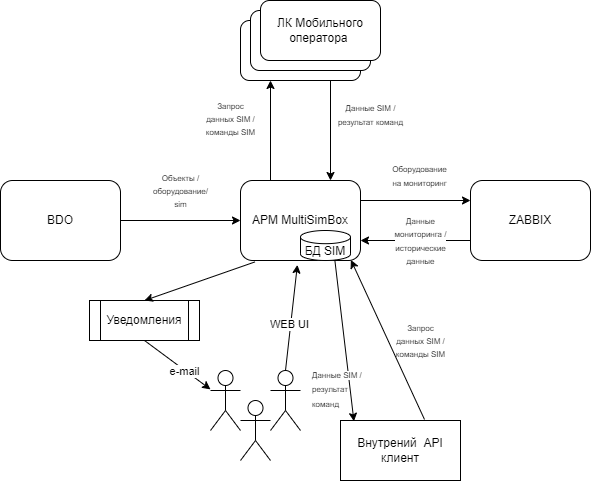 ЛК Мобильного
оператора
Запрос
данных SIM /
команды SIM
Данные SIM /
результат команд
Объекты /
оборудование/
sim
Оборудование
на мониторинг
BDO
АРМ MultiSimBox
БД SIM
ZABBIX
Данные
мониторинга /
исторические
данные
Уведомления
WEB UI
e-mail
Запрос
данных SIM /
команды SIM
Данные SIM /
результат
команд
Внутрений API
клиент